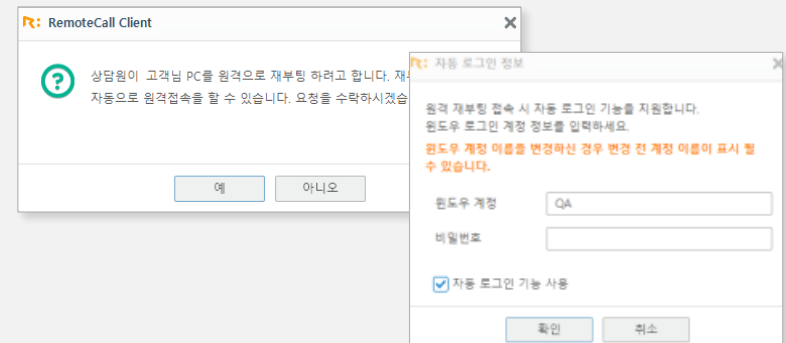 RemoteCall Client
상담원이 고객님 PC를 원격으로 재부팅 하려고 합니다.
자동으로 원격접속을 할 수 있습니다. 요청을 수락하시겠
예
아니오
자동 로그인 정보
원격 재부팅 접속 시 자동 로그인 기능을 지원합니다.
윈도우 로그인 계정 정보를 입력하세요.
윈도우 계정 이름을 변경하신 경우 변경 전 계정 이름이 표시 될
수 있습니다.
윈도우 계정
QA
비밀번호
자동 로그인 기능 사용
확인
취소